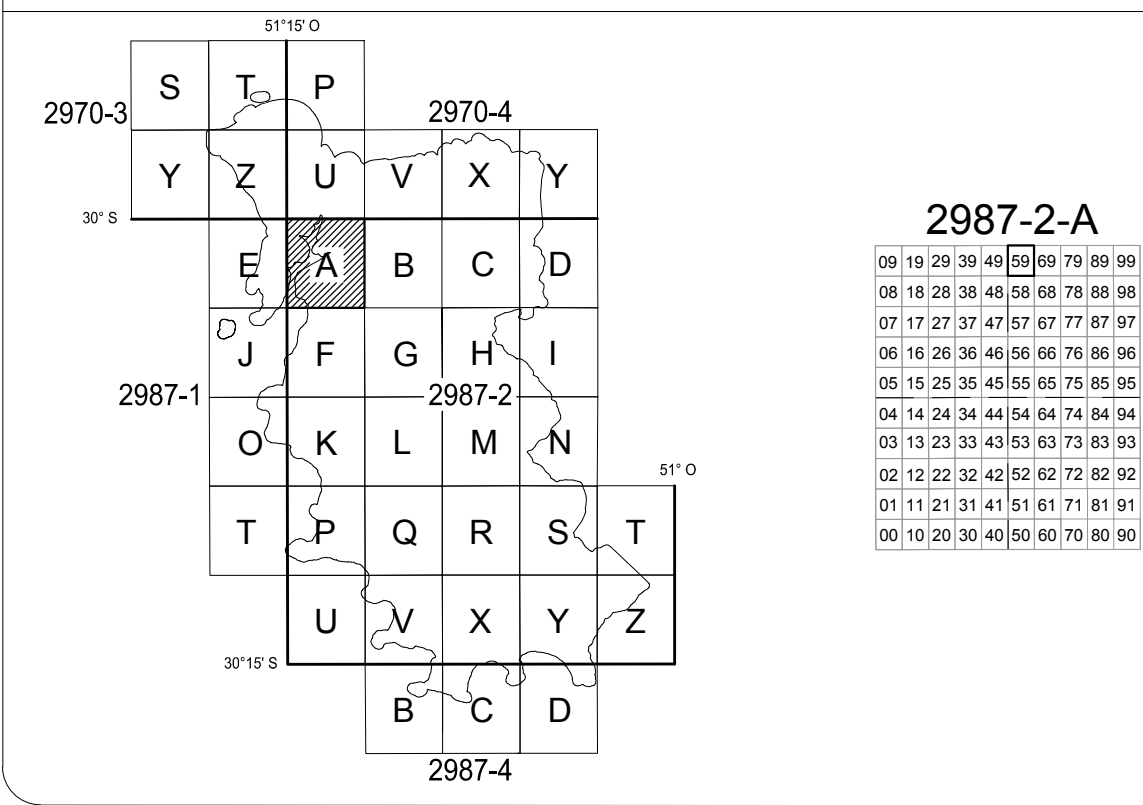 51°15' O
S T P
2970-3 2970-4
Y Z U V X Y
30° S
E A B C D
J F G H I
2987-1 2987-2
O K L M N
51° O
T P Q R S T
U V X Y Z
30°15' S
B C D
2987-4
2987-2-A
09 19 29 39 49 59 69 79 89 99
08 18 28 38 48 58 68 78 88 98
07 17 27 37 47 57 67 77 87 97
06 16 26 36 46 56 66 76 86 96
05 15 25 35 45 55 65 75 85 95
04 14 24 34 44 54 64 74 84 94
03 13 23 33 43 53 63 73 83 93
02 12 22 32 42 52 62 72 82 92
01 11 21 31 41 51 61 71 81 91
00 10 20 30 40 50 60 70 80 90